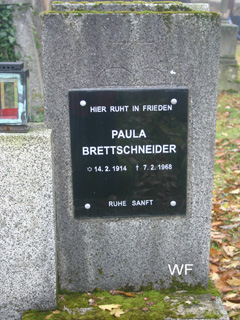 HIER RUHT IN FRIEDEN
PAULA
BRETTSCHNEIDER
✩ 14. 2. 1914 † 7. 2. 1968
RUHE SANFT
WF